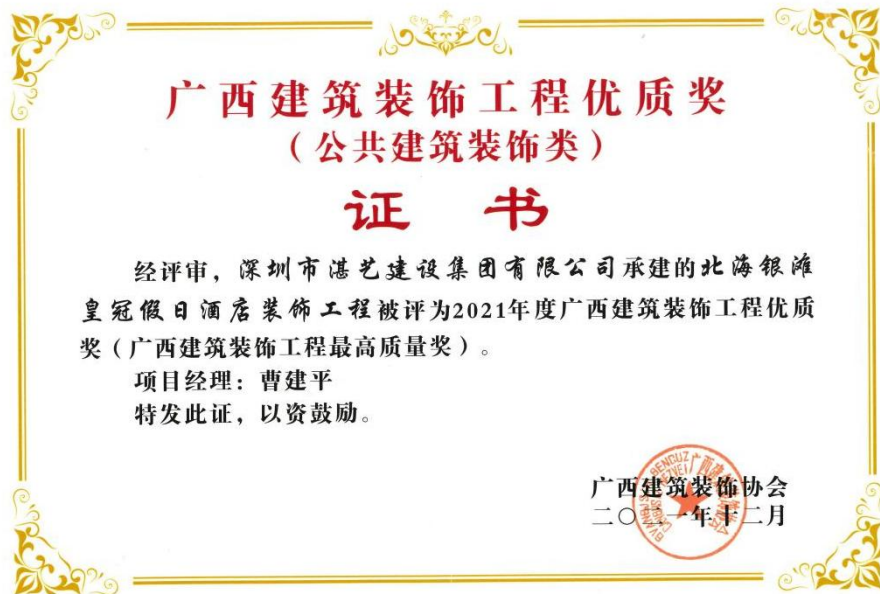 广西建筑装饰工程优质奖
（公共建筑装饰类）
证 书
经评审，深圳市湛艺建设集团有限公司承建的北海银滩
皇冠假日酒店装饰工程被评为2021年度广西建筑装饰工程优质
奖（广西建筑装饰工程最高质量奖）。
项目经理：曹建平
特发此证，以资鼓励。
广西建筑装饰协会
二〇二一年十二月